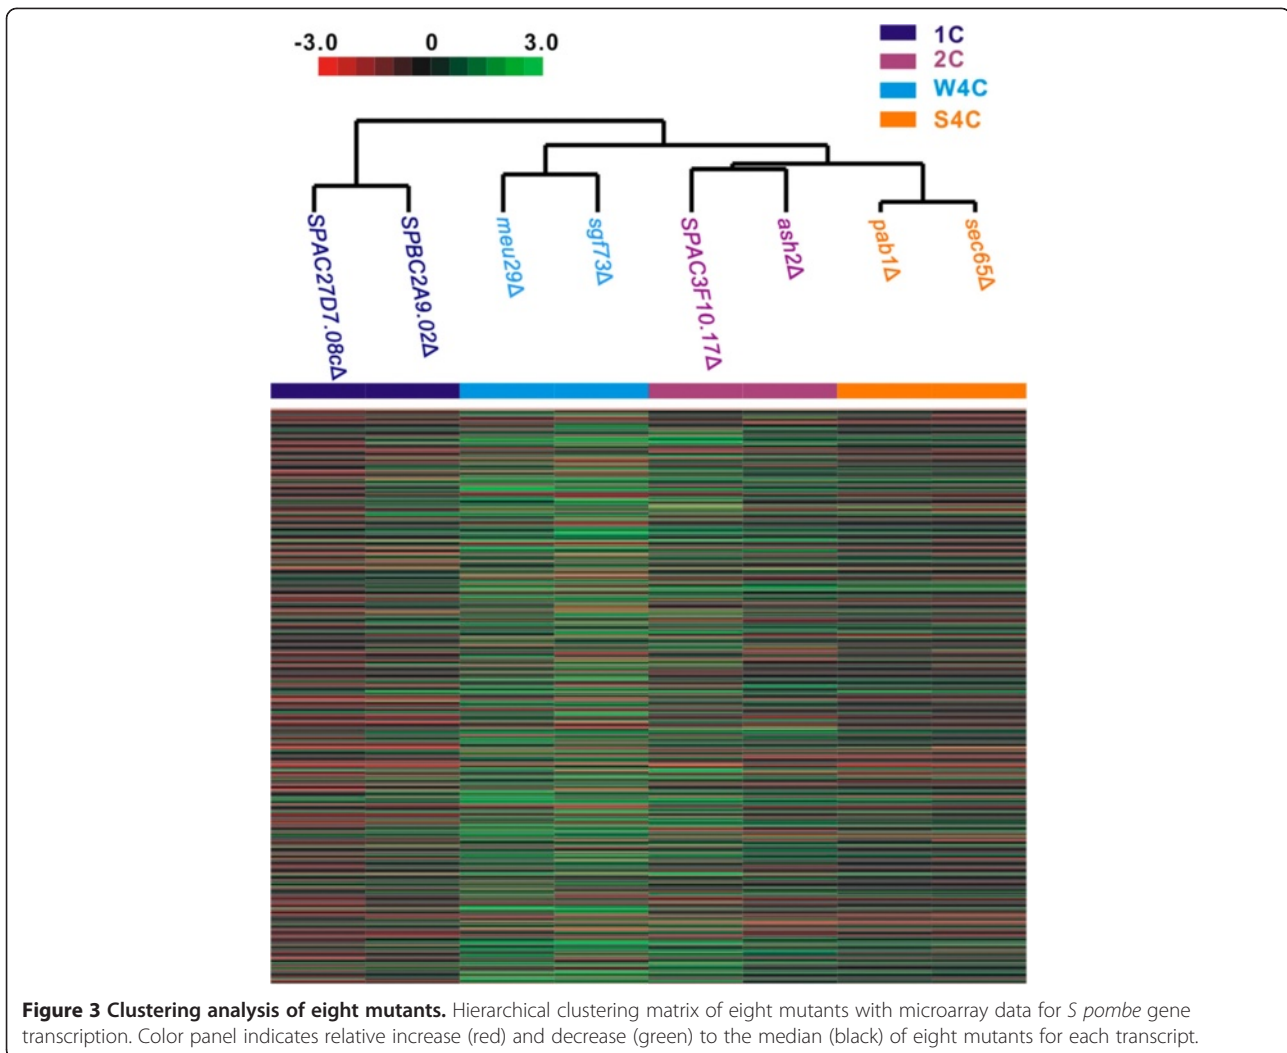 -3.0 0 3.0
1C
2C
W4C
S4C
SPAC27D7.08cΔ
SPBC2A9.02Δ
meu29Δ
sgf73Δ
SPAC3F10.17Δ
ash2Δ
pab1Δ
sec65Δ
Figure 3 Clustering analysis of eight mutants. Hierarchical clustering matrix of eight mutants with microarray data for S pombe gene
transcription. Color panel indicates relative increase (red) and decrease (green) to the median (black) of eight mutants for each transcript.